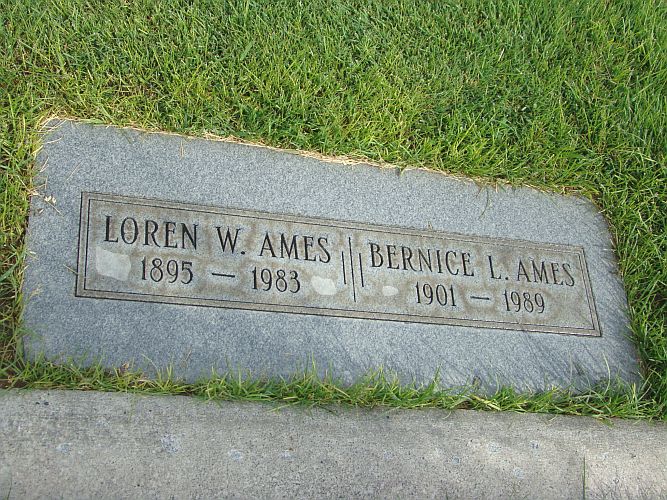 LOREN W. AMES
1895 — 1983
BERNICE L. AMES
1901 — 1989